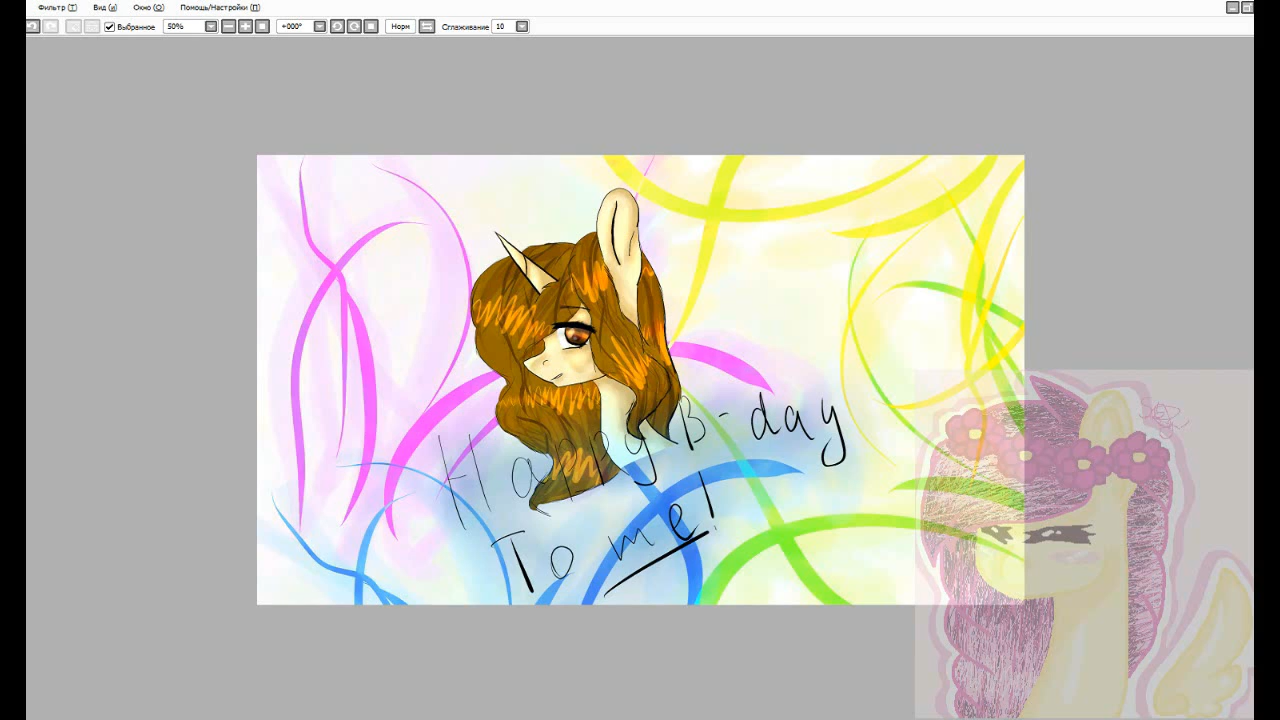 Фильтр (Т) Вид (д) Окно (О) Помощь/Настройки (П)
Выбранное 50% +000° Норм Сглаживание 10
Happy B-day
To me!